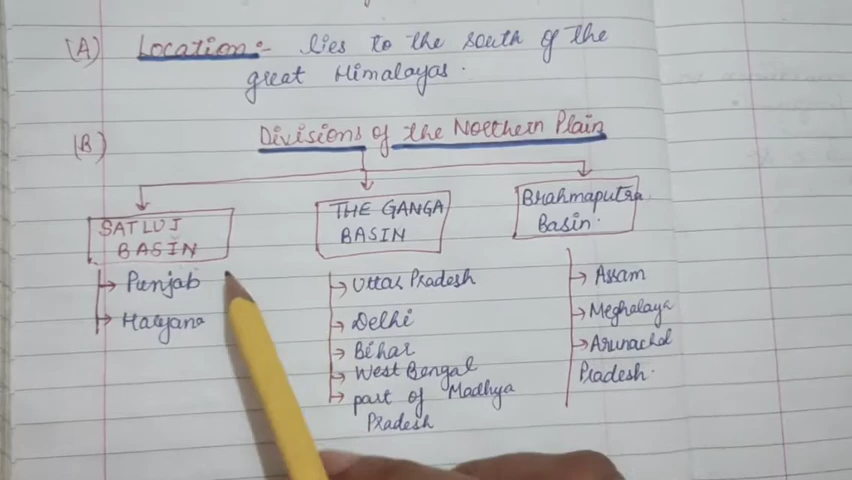 (A) Location:- lies to the south of the
great Himalayas.
(B) Divisions of the Northern Plain
SATLUJ
BASIN
Punjab
Haryana
THE GANGA
BASIN
Uttar Pradesh
Delhi
Bihar
West Bengal
part of Madhya
Pradesh
Brahmaputra
Basin.
Assam
Meghalaya
Arunachal
Pradesh.